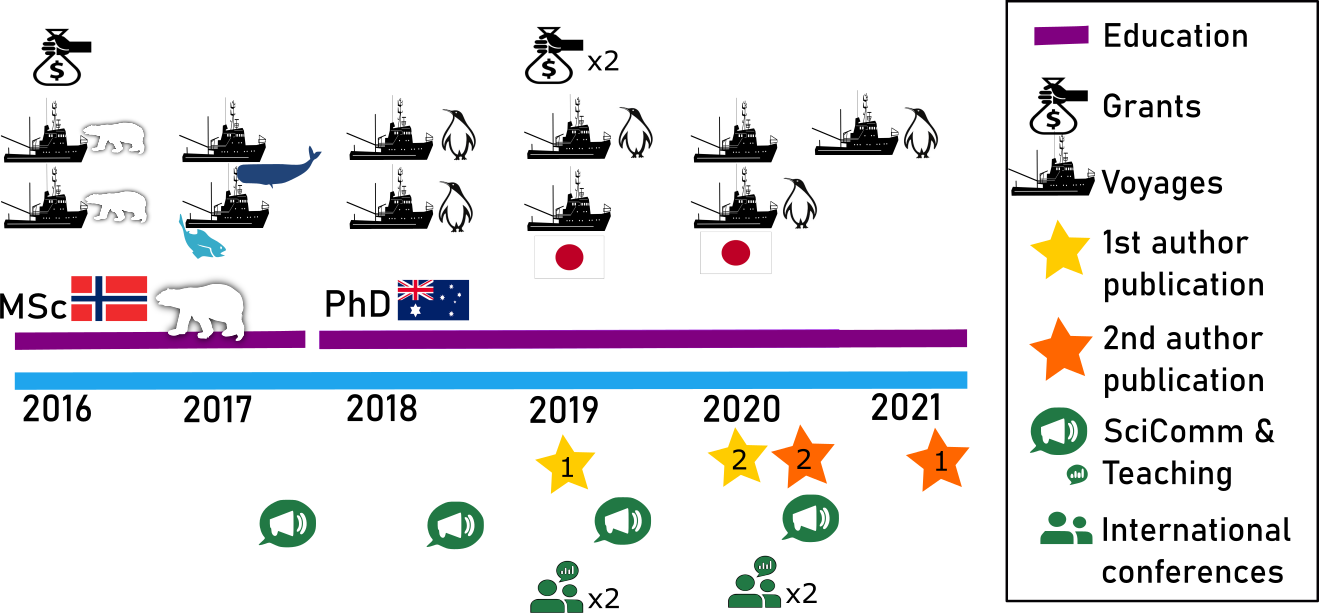 $
$ x2
MSc
PhD
2016 2017 2018 2019 2020 2021
1 2 2 1
x2 x2
Education
$
Grants
Voyages
1st author
publication
2nd author
publication
SciComm &
Teaching
International
conferences